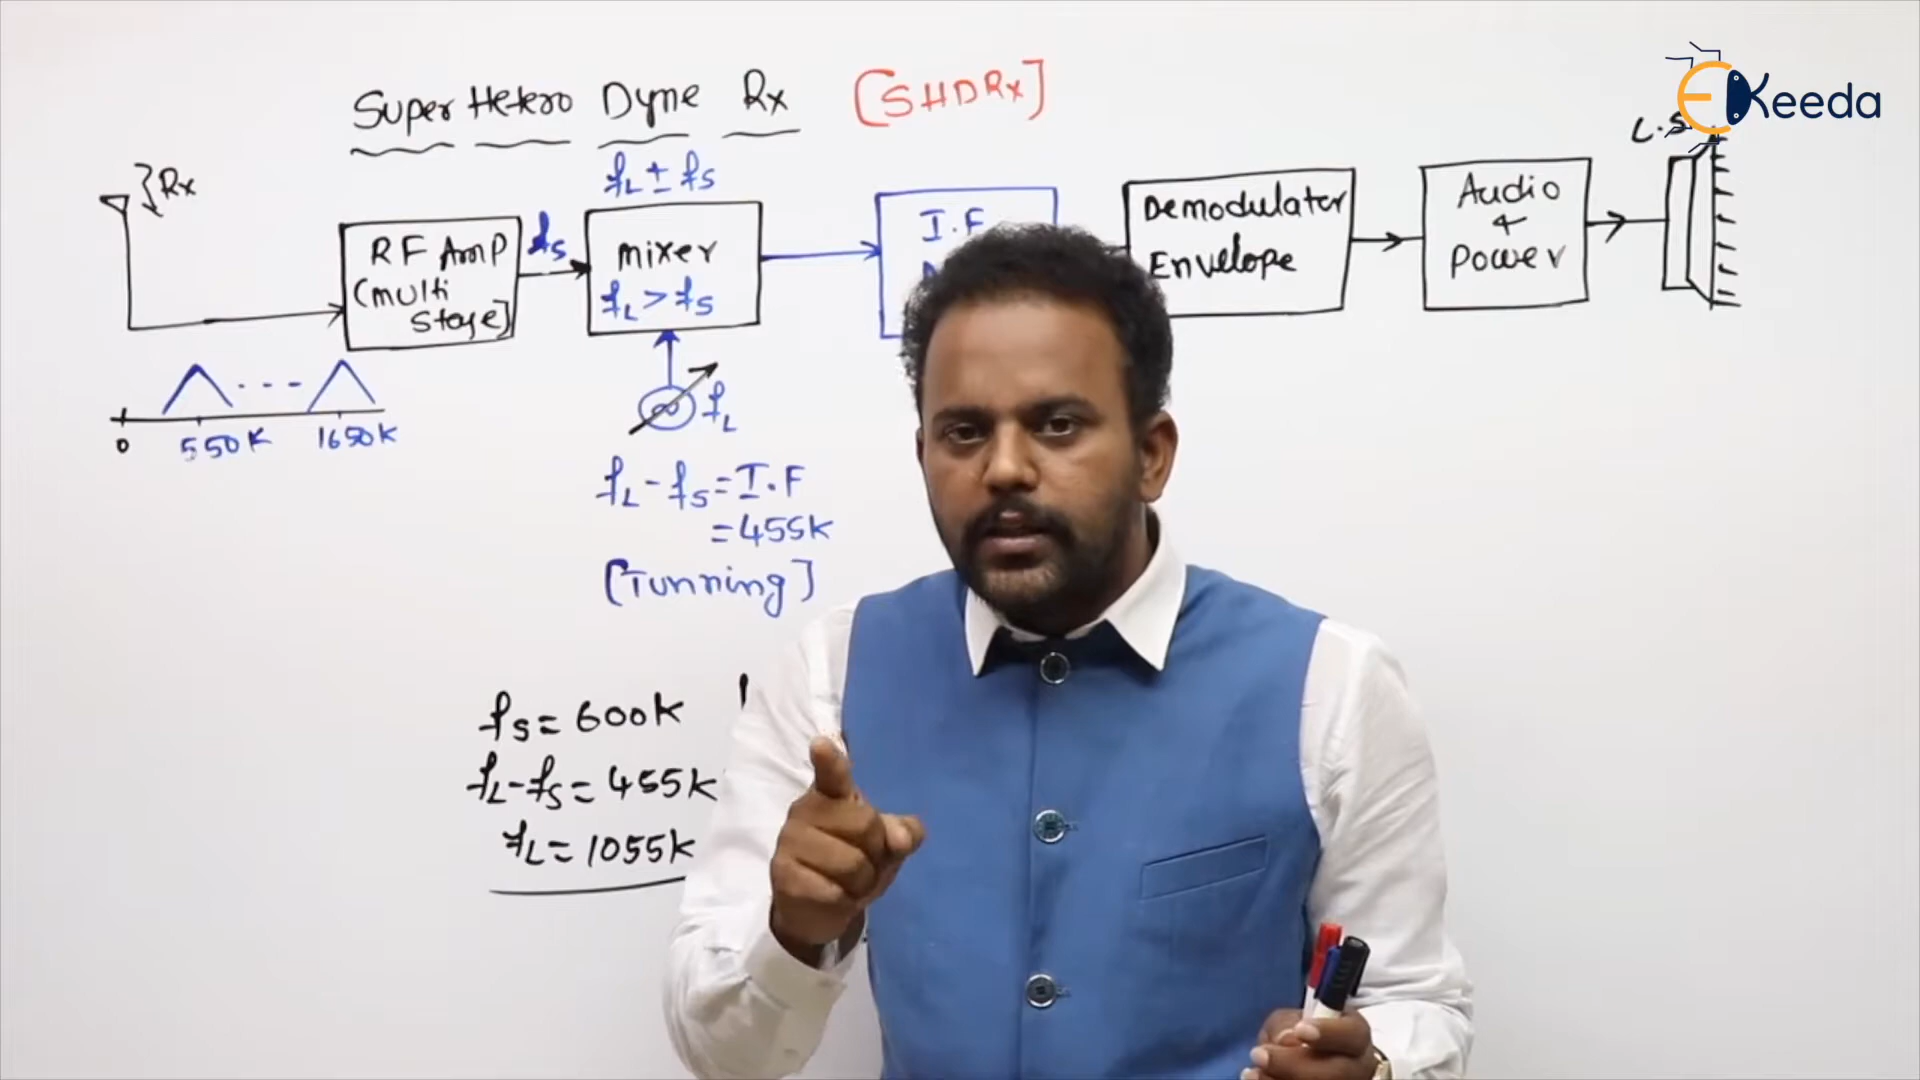 Super Hetero Dyne Rx [SHDRx]
EKeeda
L.S
Rx
RF Amp
(multi
stage]
fs
fL ± fs
mixer
fL > fs
fL
I.F
Demodulator
Envelope
Audio
+
Power
0 550K 1650K
fL - fs = I.F
= 455K
[Tunning]
fs = 600K
fL-fs = 455K
fL = 1055K